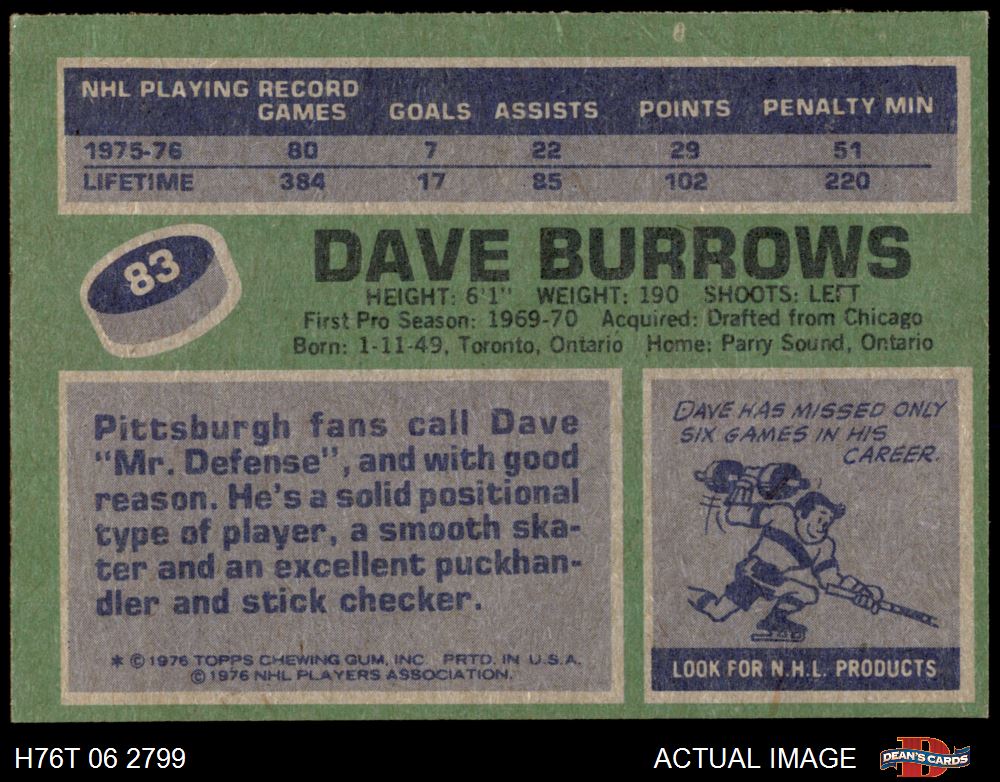 NHL PLAYING RECORD
GAMES GOALS ASSISTS POINTS PENALTY MIN
1975-76 80 7 22 29 51
LIFETIME 384 17 85 102 220
83
DAVE BURROWS
HEIGHT: 6'1" WEIGHT: 190 SHOOTS: LEFT
First Pro Season: 1969-70 Acquired: Drafted from Chicago
Born: 1-11-49, Toronto, Ontario Home: Parry Sound, Ontario
Pittsburgh fans call Dave
"Mr. Defense", and with good
reason. He's a solid positional
type of player, a smooth ska-
ter and an excellent puckhan-
dler and stick checker.
* © 1976 TOPPS CHEWING GUM, INC. PRTD. IN U.S.A.
© 1976 NHL PLAYERS ASSOCIATION.
DAVE HAS MISSED ONLY
SIX GAMES IN HIS
CAREER.
LOOK FOR N.H.L. PRODUCTS
H76T 06 2799
ACTUAL IMAGE
D
DEAN'S CARDS